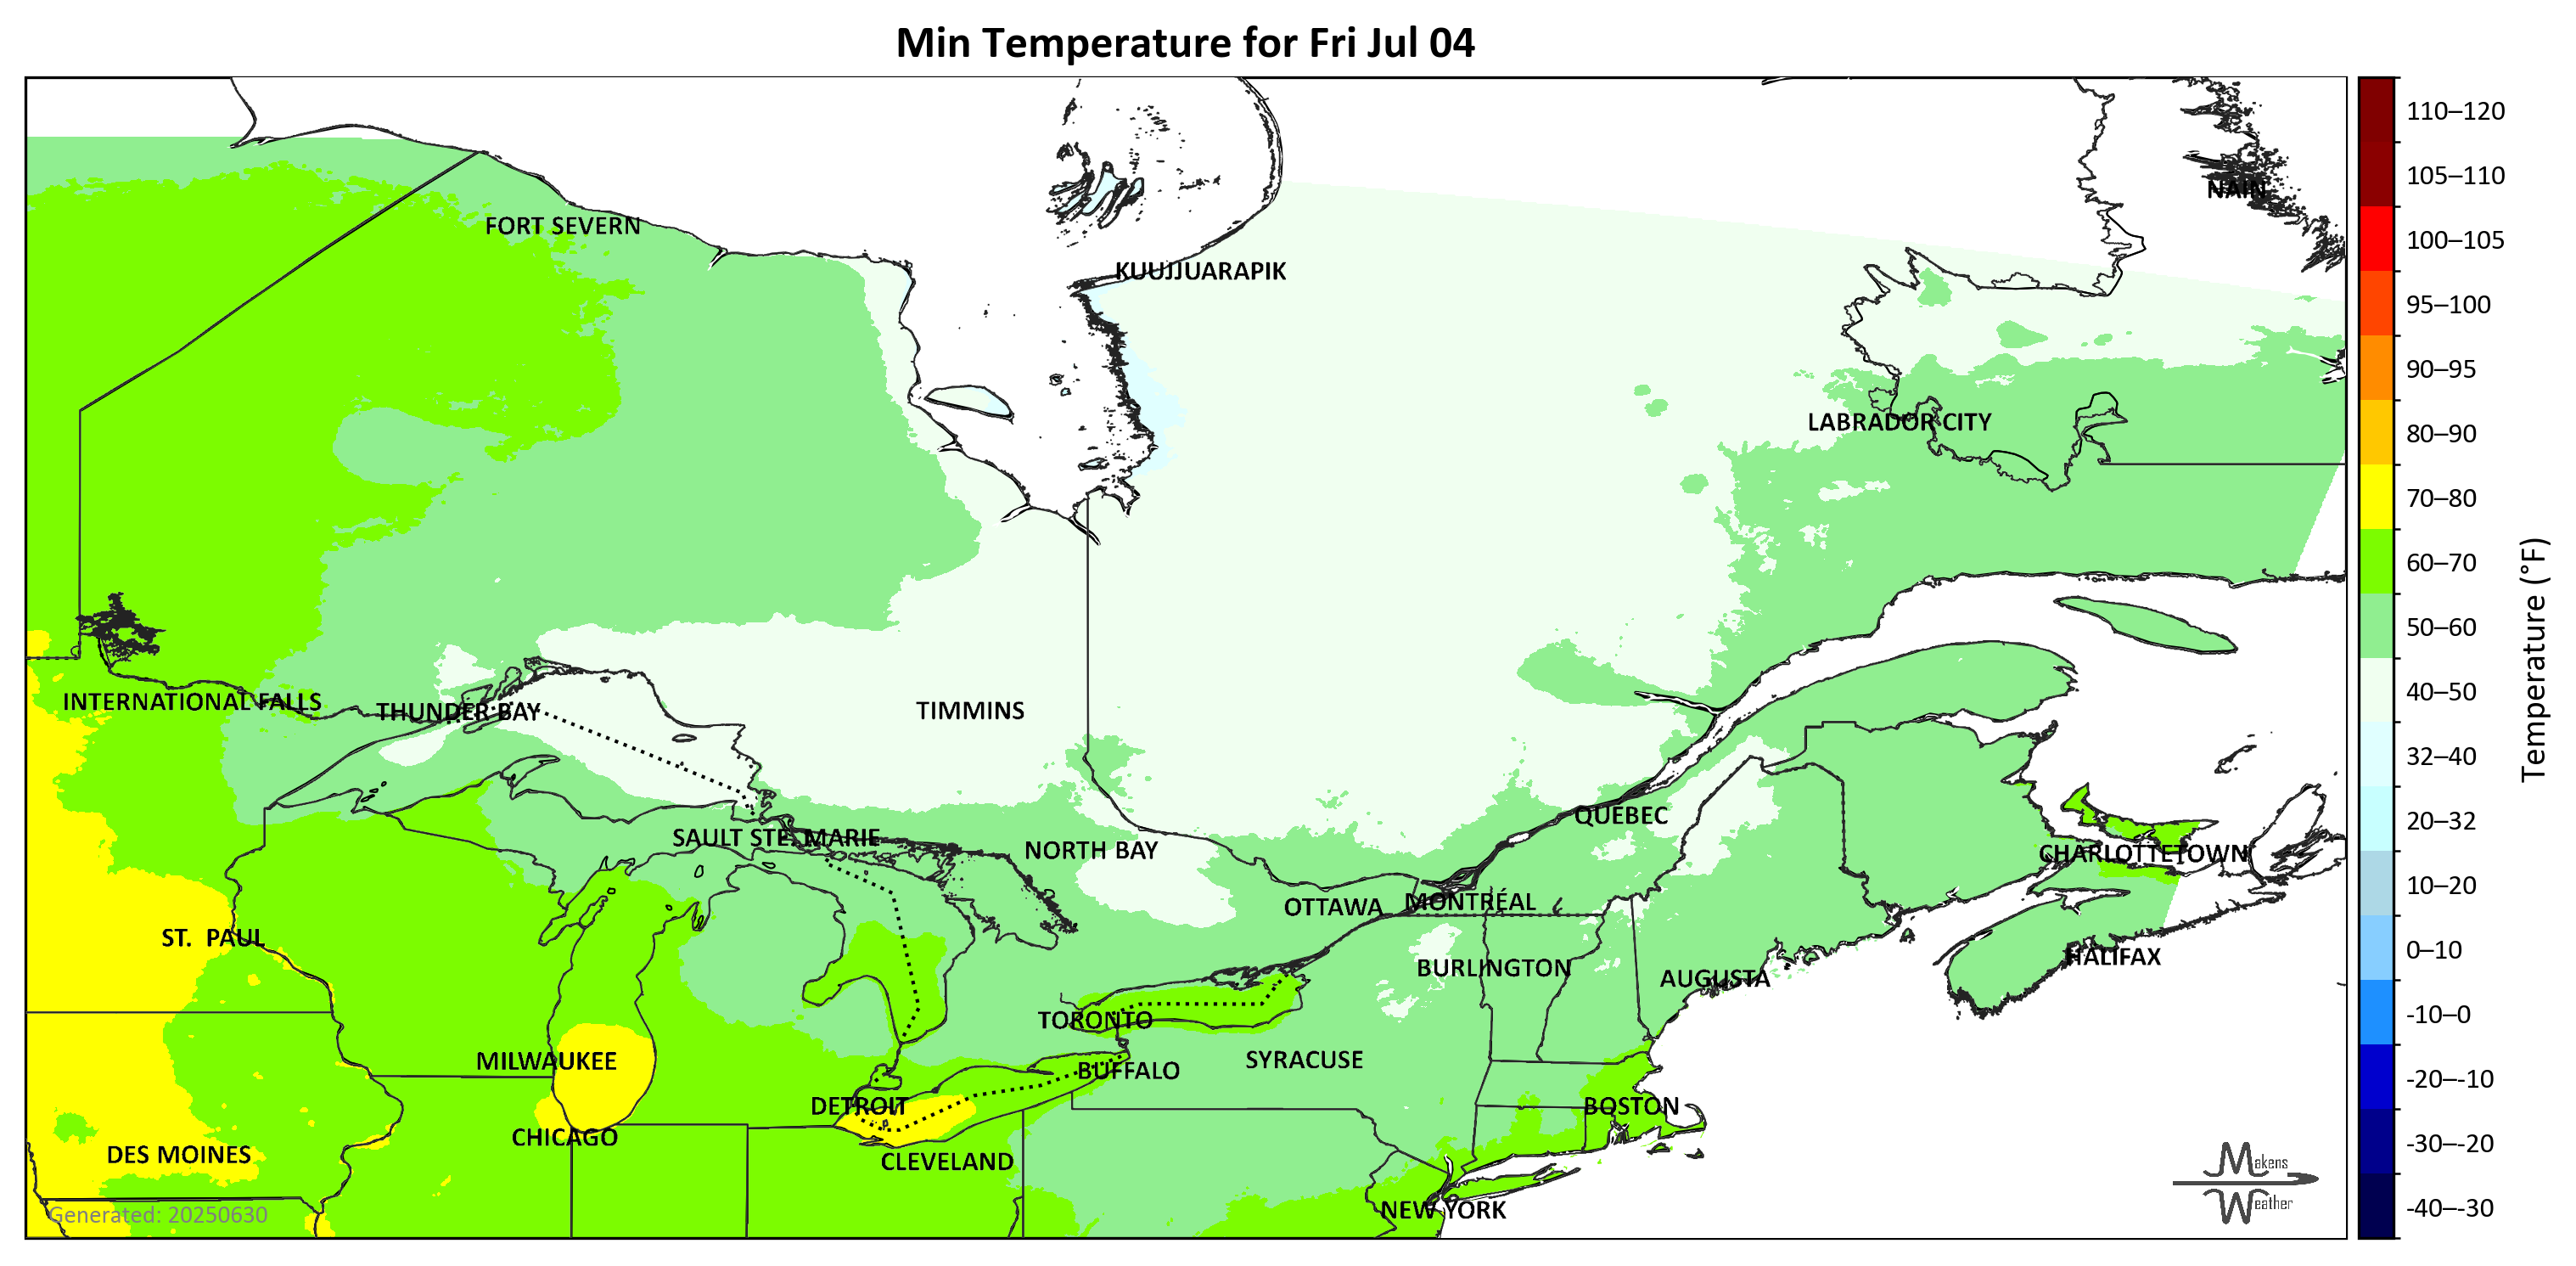 Min Temperature for Fri Jul 04
NAIN
FORT SEVERN
KUUJJUARAPIK
LABRADOR CITY
INTERNATIONAL FALLS
THUNDER BAY
TIMMINS
QUÉBEC
SAULT STE. MARIE
NORTH BAY
CHARLOTTETOWN
OTTAWA
MONTRÉAL
ST. PAUL
HALIFAX
BURLINGTON
AUGUSTA
TORONTO
MILWAUKEE
SYRACUSE
BUFFALO
DETROIT
BOSTON
CHICAGO
DES MOINES
CLEVELAND
NEW YORK
Generated: 20250630
Makens
Weather
110–120
105–110
100–105
95–100
90–95
80–90
70–80
60–70
50–60
40–50
32–40
20–32
10–20
0–10
-10–0
-20–-10
-30–-20
-40–-30
Temperature (°F)